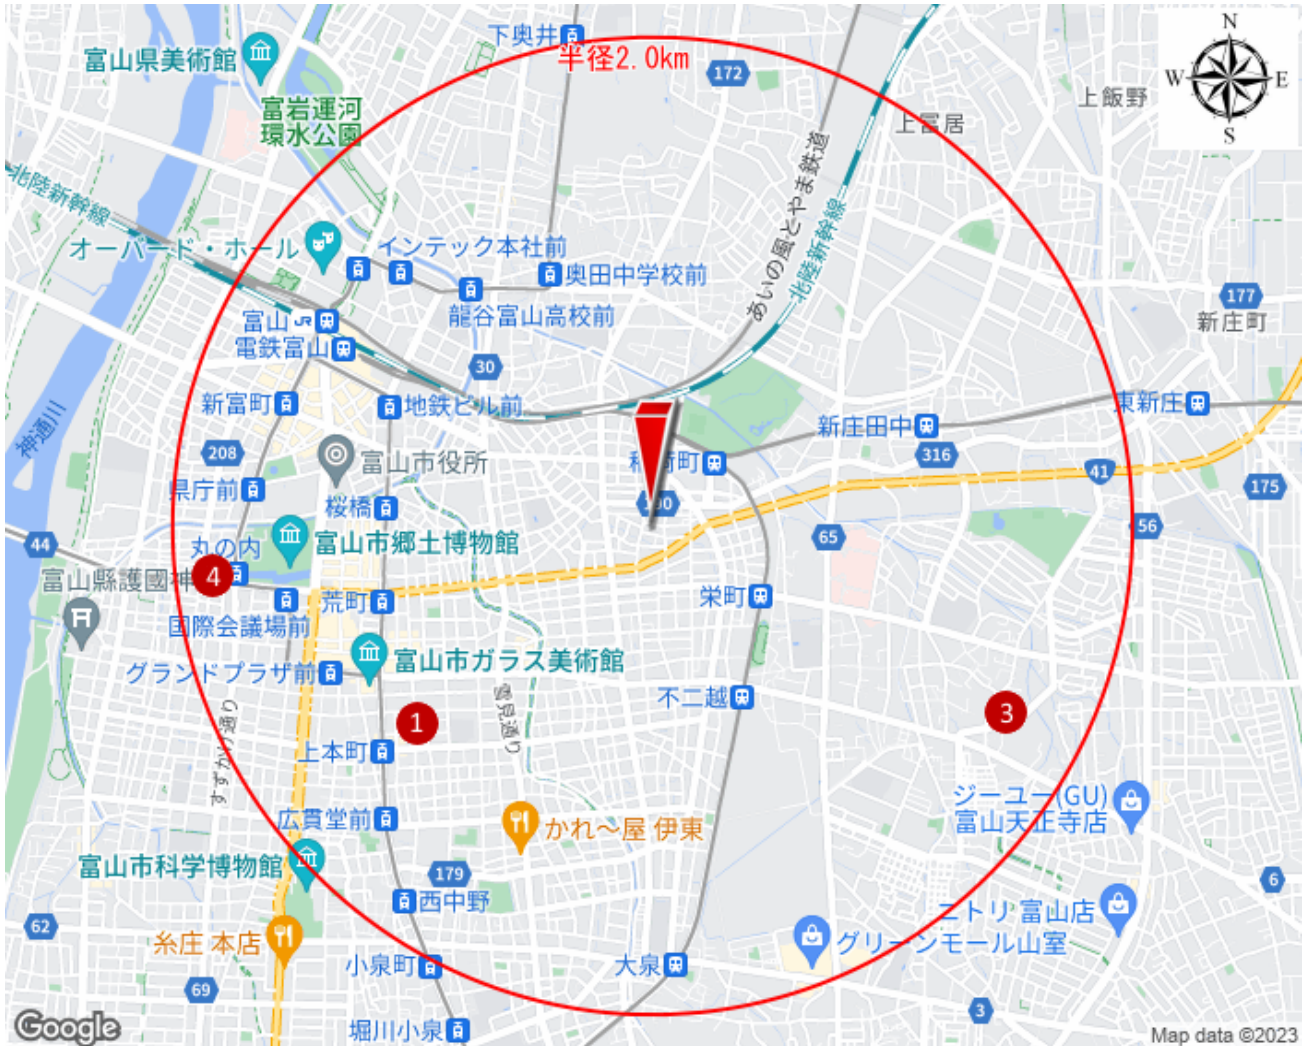 下奥井
半径2.0km
172
N
W
E
S
富山県美術館
上飯野
富岩運河
環水公園
上冨居
北陸新幹線
あいの風とやま鉄道
北陸新幹線
オーバード・ホール
インテック本社前
奥田中学校前
龍谷富山高校前
177
新庄町
富山
JR
電鉄富山
30
新富町
地鉄ビル前
東新庄
新庄田中
神通川
208
富山市役所
316
稲荷町
41
県庁前
桜橋
175
44
丸の内
富山市郷土博物館
65
56
富山縣護國神
4
国際会議場前
荒町
栄町
グランドプラザ前
富山市ガラス美術館
不二越
すずかけ通り
1
雪見通り
3
上本町
広貫堂前
かれ〜屋 伊東
ジーユー(GU)
富山天正寺店
富山市科学博物館
179
6
西中野
62
糸庄 本店
ニトリ 富山店
グリーンモール山室
小泉町
大泉
69
3
堀川小泉
Google
Map data ©2023